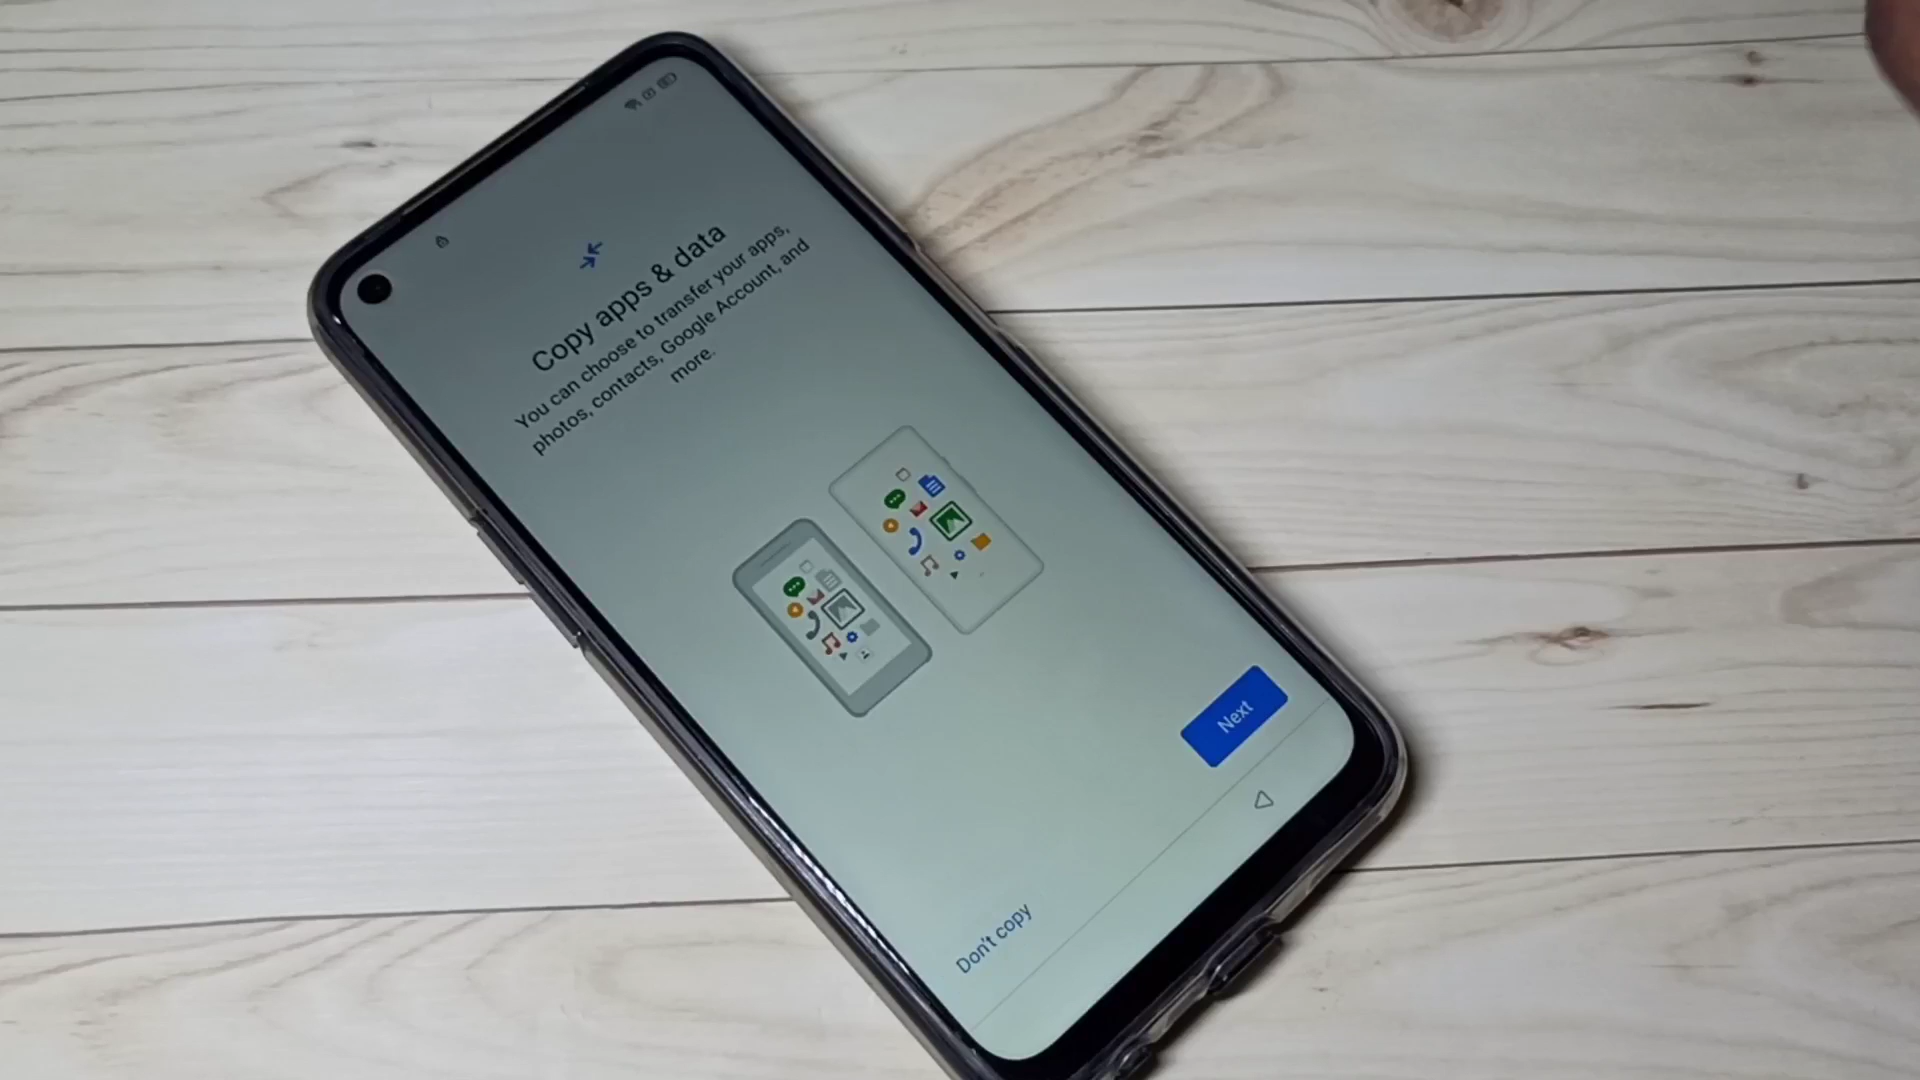 Copy apps & data
You can choose to transfer your apps,
photos, contacts, Google Account, and
more.
Next
Don't copy